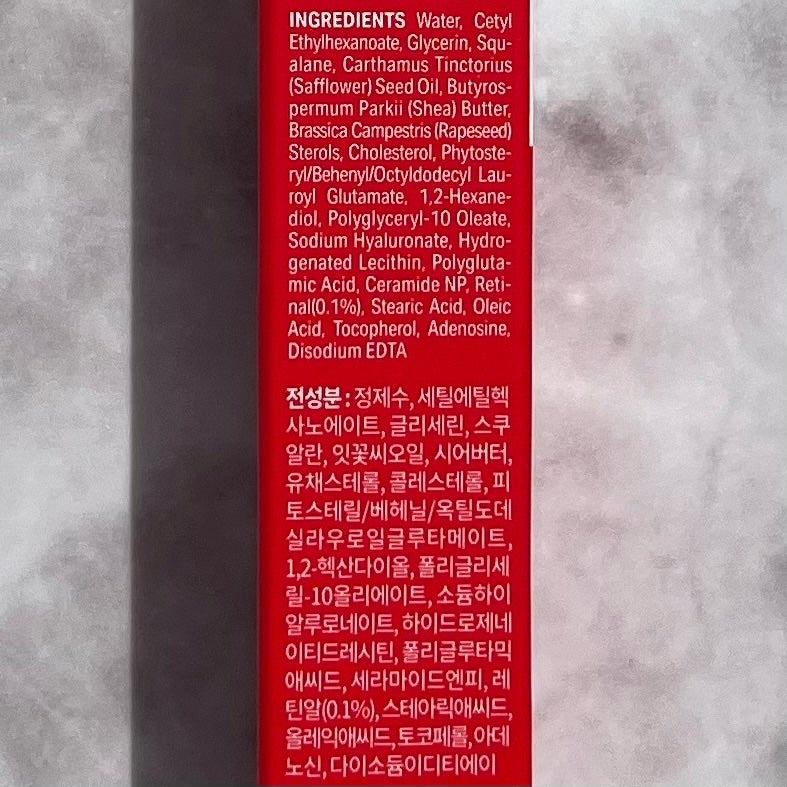 INGREDIENTS Water, Cetyl
Ethylhexanoate, Glycerin, Squ-
alane, Carthamus Tinctorius
(Safflower) Seed Oil, Butyros-
permum Parkii (Shea) Butter,
Brassica Campestris (Rapeseed)
Sterols, Cholesterol, Phytoste-
ryl/Behenyl/Octyldodecyl Lau-
royl Glutamate, 1,2-Hexane-
diol, Polyglyceryl-10 Oleate,
Sodium Hyaluronate, Hydro-
genated Lecithin, Polygluta-
mic Acid, Ceramide NP, Reti-
nal(0.1%), Stearic Acid, Oleic
Acid, Tocopherol, Adenosine,
Disodium EDTA
전성분 : 정제수, 세틸에틸헥
사노에이트, 글리세린, 스쿠
알란, 잇꽃씨오일, 시어버터,
유채스테롤, 콜레스테롤, 피
토스테릴/베헤닐/옥틸도데
실라우로일글루타메이트,
1,2-헥산다이올, 폴리글리세
릴-10올리에이트, 소듐하이
알루로네이트, 하이드로제네
이티드레시틴, 폴리글루타믹
애씨드, 세라마이드엔피, 레
틴알(0.1%), 스테아릭애씨드,
올레익애씨드, 토코페롤, 아데
노신, 다이소듐이디티에이